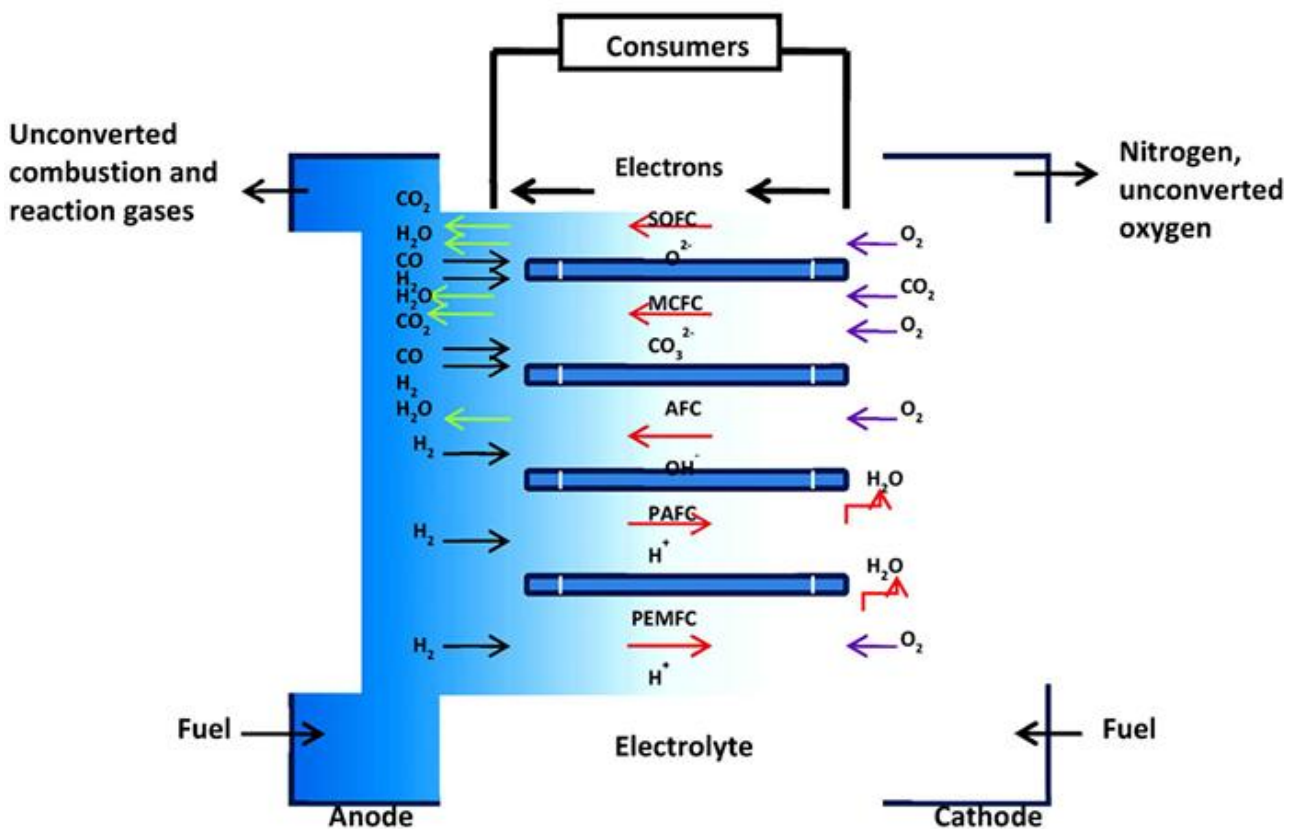 Consumers
Unconverted
combustion and
reaction gases
Electrons
Nitrogen,
unconverted
oxygen
CO₂
SOFC
H₂O
O₂
CO
O²⁻
H₂
H₂O
CO₂
MCFC
CO₂
O₂
CO
CO₃²⁻
H₂
H₂O
AFC
O₂
H₂
OH⁻
H₂O
PAFC
H₂
H⁺
H₂O
PEMFC
H₂
O₂
H⁺
Fuel
Electrolyte
Fuel
Anode
Cathode